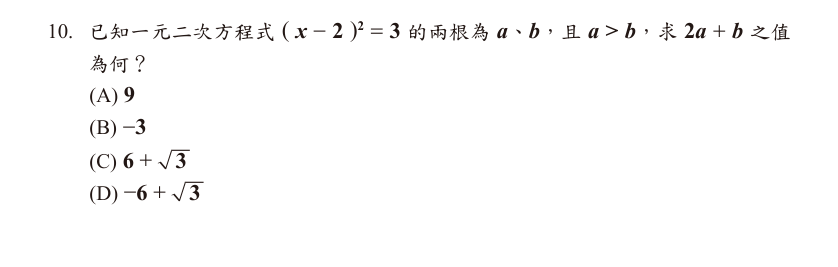 10. 已知一元二次方程式 ( x − 2 )² = 3 的兩根為 a、b，且 a > b，求 2a + b 之值
為何？
(A) 9
(B) −3
(C) 6 + √3
(D) −6 + √3